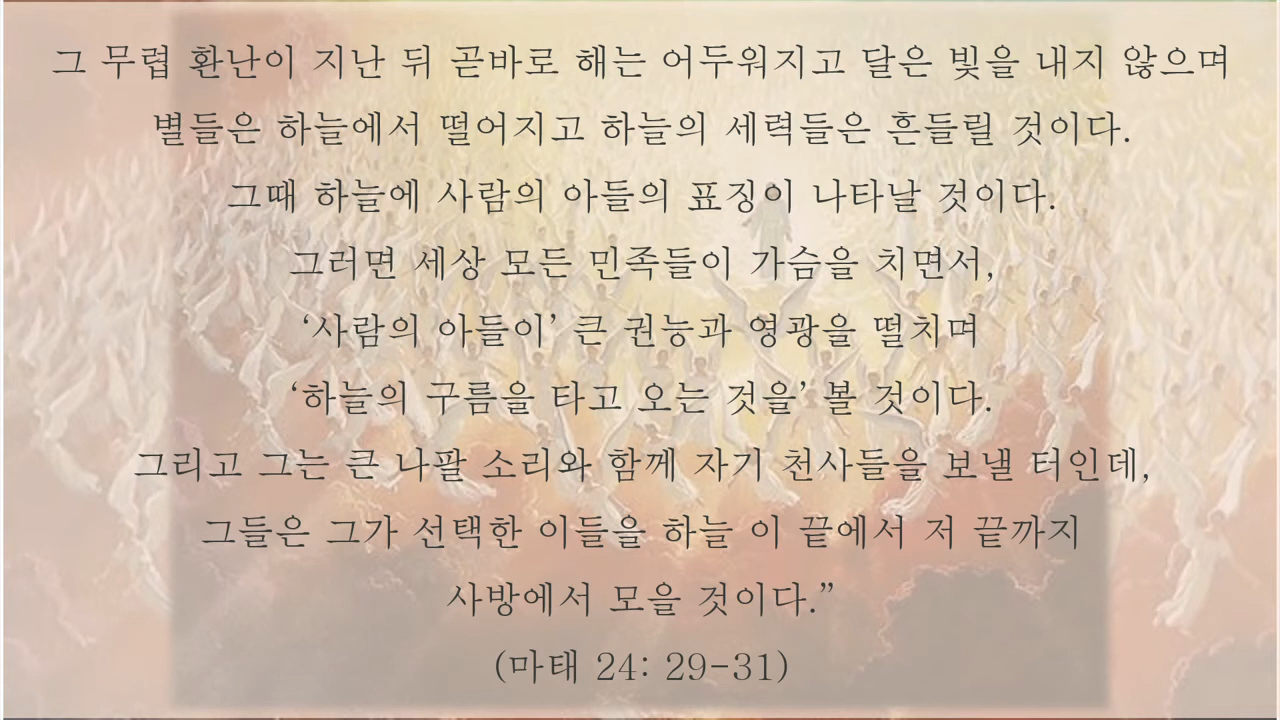 그 무렵 환난이 지난 뒤 곧바로 해는 어두워지고 달은 빛을 내지 않으며
별들은 하늘에서 떨어지고 하늘의 세력들은 흔들릴 것이다.
그때 하늘에 사람의 아들의 표징이 나타날 것이다.
그러면 세상 모든 민족들이 가슴을 치면서,
‘사람의 아들이’ 큰 권능과 영광을 떨치며
‘하늘의 구름을 타고 오는 것을’ 볼 것이다.
그리고 그는 큰 나팔 소리와 함께 자기 천사들을 보낼 터인데,
그들은 그가 선택한 이들을 하늘 이 끝에서 저 끝까지
사방에서 모을 것이다.”
(마태 24: 29-31)